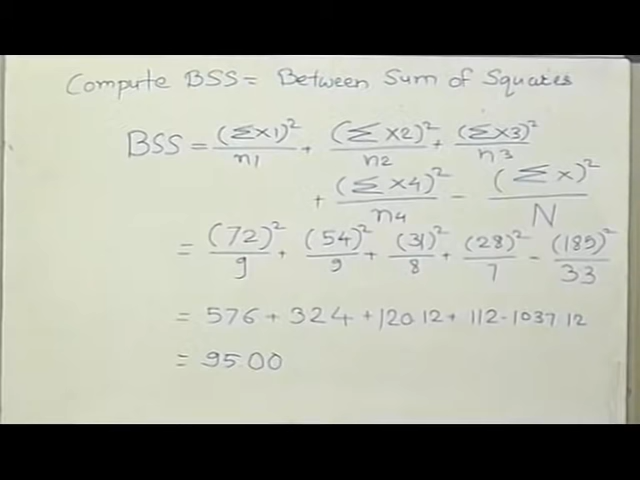 Compute BSS = Between Sum of Squares
BSS = (Σx1)²/n1 + (Σx2)²/n2 + (Σx3)²/n3
+ (Σx4)²/n4 - (Σx)²/N
= (72)²/9 + (54)²/9 + (31)²/8 + (28)²/7 - (185)²/33
= 576 + 324 + 120.12 + 112 - 1037.12
= 95.00